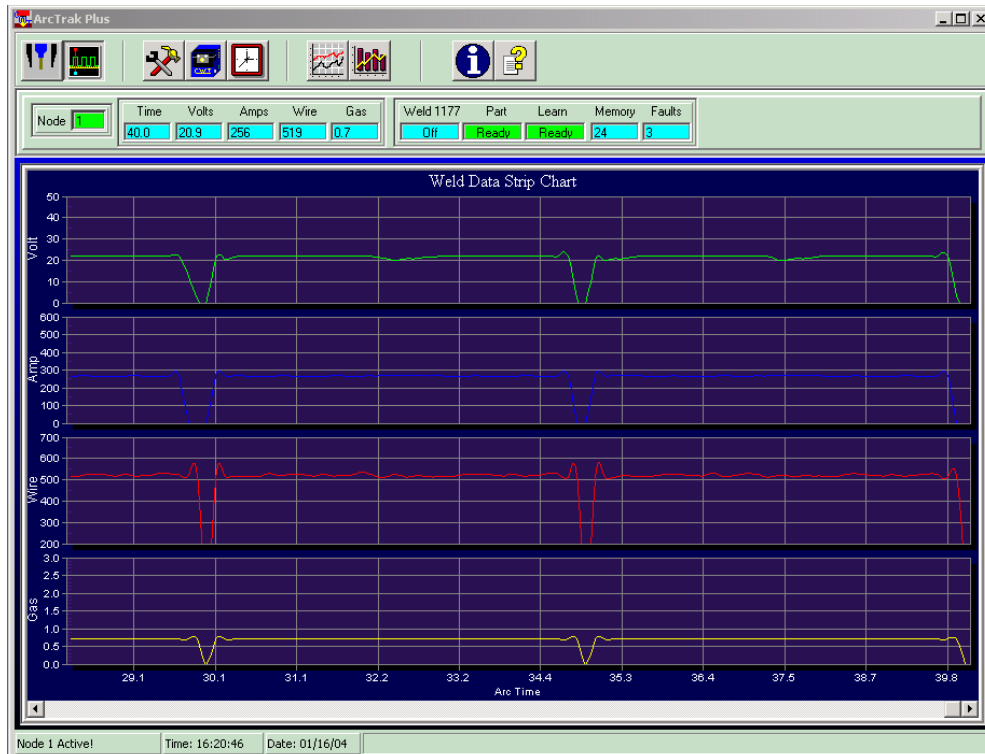 ArcTrak Plus
CWT
Node 1
Time Volts Amps Wire Gas
40.0 20.9 256 519 0.7
Weld 1177 Part Learn Memory Faults
Off Ready Ready 24 3
Weld Data Strip Chart
Volt
50
40
30
20
10
0
Amp
600
500
400
300
200
100
0
Wire
700
600
500
400
300
200
Gas
3.0
2.5
2.0
1.5
1.0
0.5
0.0
29.1 30.1 31.1 32.2 33.2 34.4 35.3 36.4 37.5 38.7 39.8
Arc Time
Node 1 Active! Time: 16:20:46 Date: 01/16/04